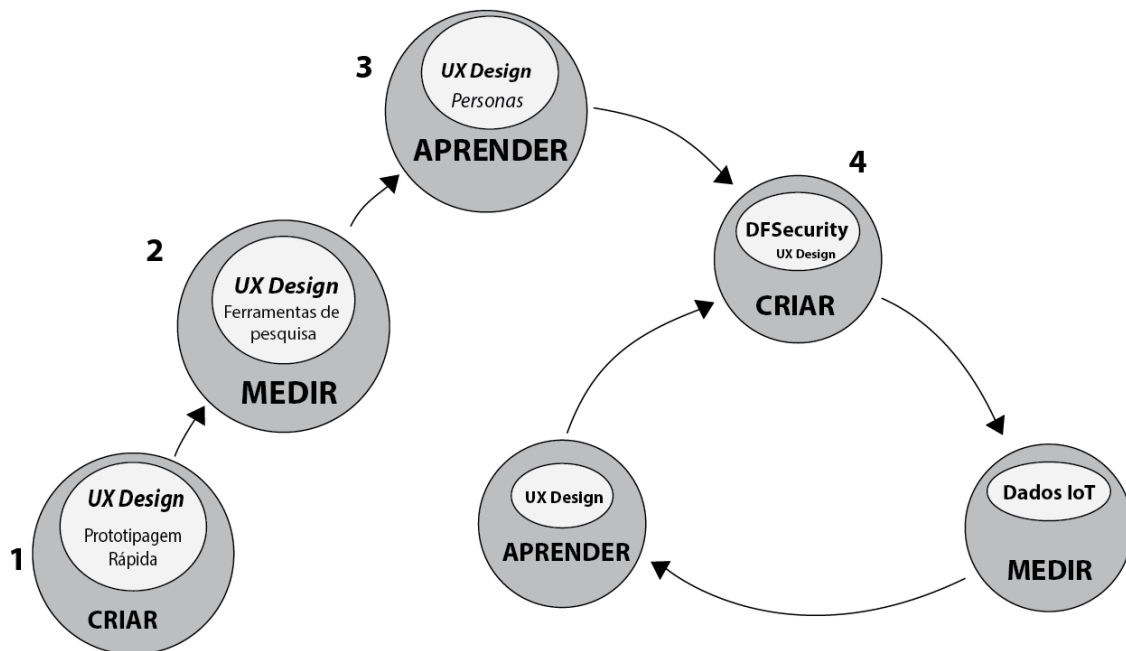 1
UX Design
Prototipagem
Rápida
CRIAR
2
UX Design
Ferramentas de
pesquisa
MEDIR
3
UX Design
Personas
APRENDER
4
DFSecurity
UX Design
CRIAR
Dados IoT
MEDIR
UX Design
APRENDER